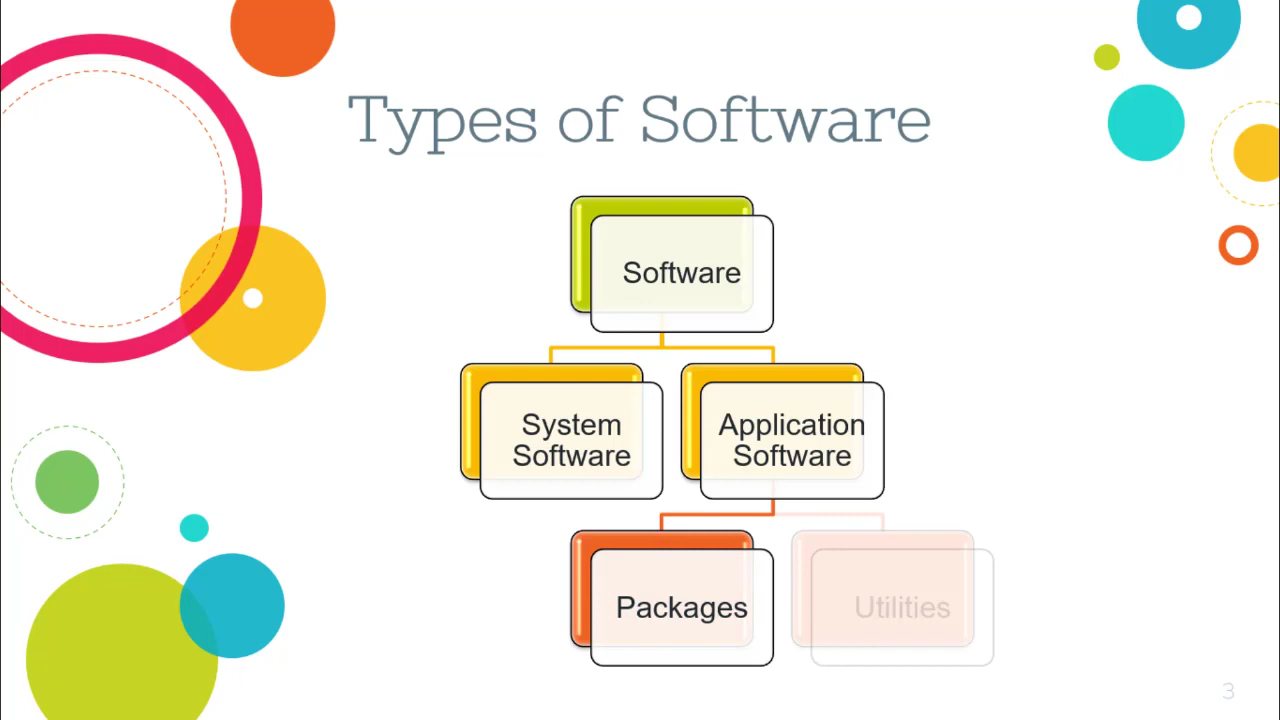 Types of Software
Software
System
Software
Application
Software
Packages
Utilities
3